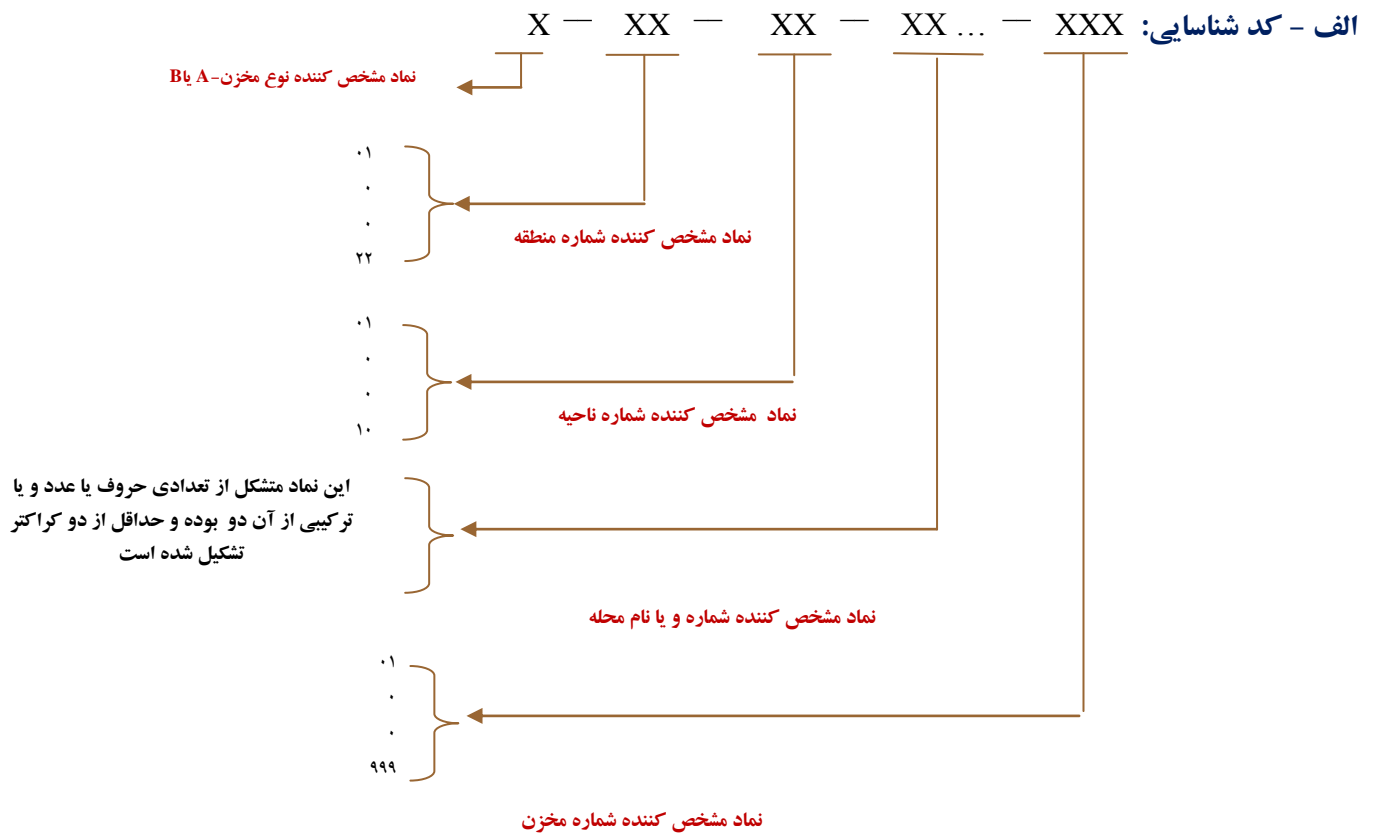 الف - کد شناسایی: X — XX — XX — XX ... — XXX
نماد مشخص کننده نوع مخزن-A یاB
۰۱
۰
۰
۲۲
نماد مشخص کننده شماره منطقه
۰۱
۰
۰
۱۰
نماد مشخص کننده شماره ناحیه
این نماد متشکل از تعدادی حروف یا عدد و یا
ترکیبی از آن دو بوده و حداقل از دو کراکتر
تشکیل شده است
نماد مشخص کننده شماره و یا نام محله
۰۱
۰
۰
۹۹۹
نماد مشخص کننده شماره مخزن